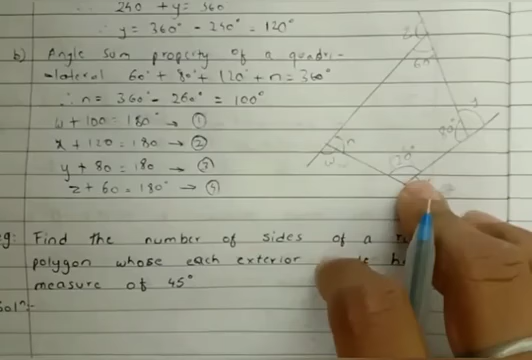 240 + y = 360
∴ y = 360° - 240° = 120°
b) Angle sum property of a quadri-
-lateral 60° + 80° + 120° + n = 360°
∴ n = 360° - 260° = 100°
w + 100 = 180° → ①
x + 120 = 180 → ②
y + 80 = 180 → ③
z + 60 = 180° → ④
z
60°
y
80°
n
w
120°
eg: Find the number of sides of a
polygon whose each exterior
measure of 45°
Soln:-